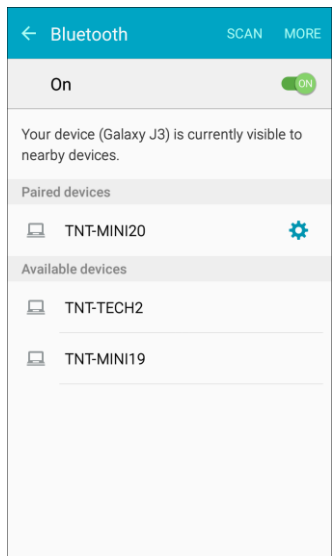 Bluetooth SCAN MORE
On ON
Your device (Galaxy J3) is currently visible to
nearby devices.
Paired devices
TNT-MINI20
Available devices
TNT-TECH2
TNT-MINI19